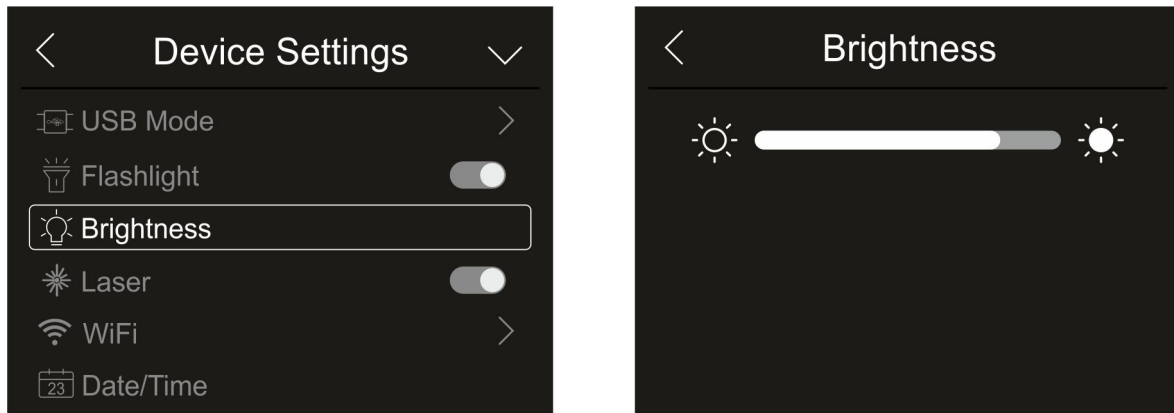 Device Settings
USB Mode
Flashlight
Brightness
Laser
WiFi
23 Date/Time
Brightness